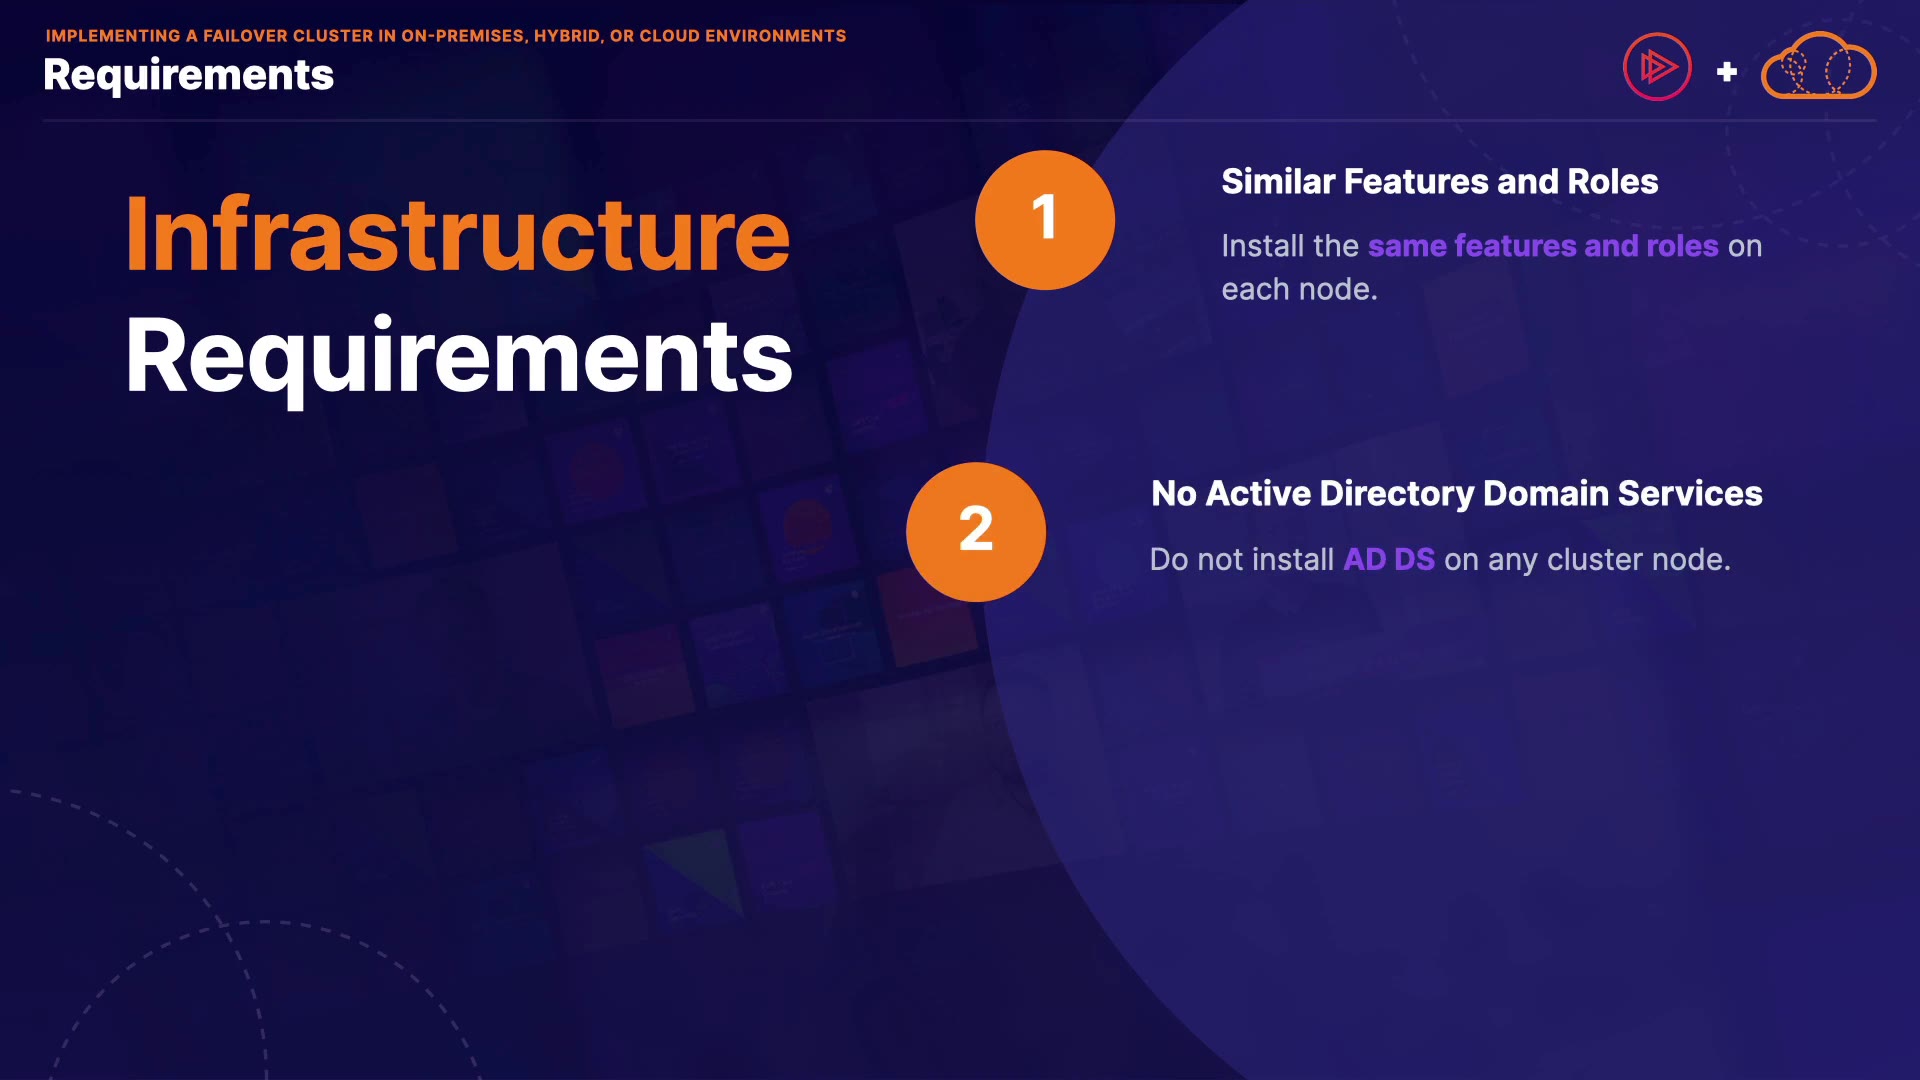 IMPLEMENTING A FAILOVER CLUSTER IN ON-PREMISES, HYBRID, OR CLOUD ENVIRONMENTS
Requirements
Infrastructure
Requirements
1
Similar Features and Roles
Install the same features and roles on
each node.
2
No Active Directory Domain Services
Do not install AD DS on any cluster node.